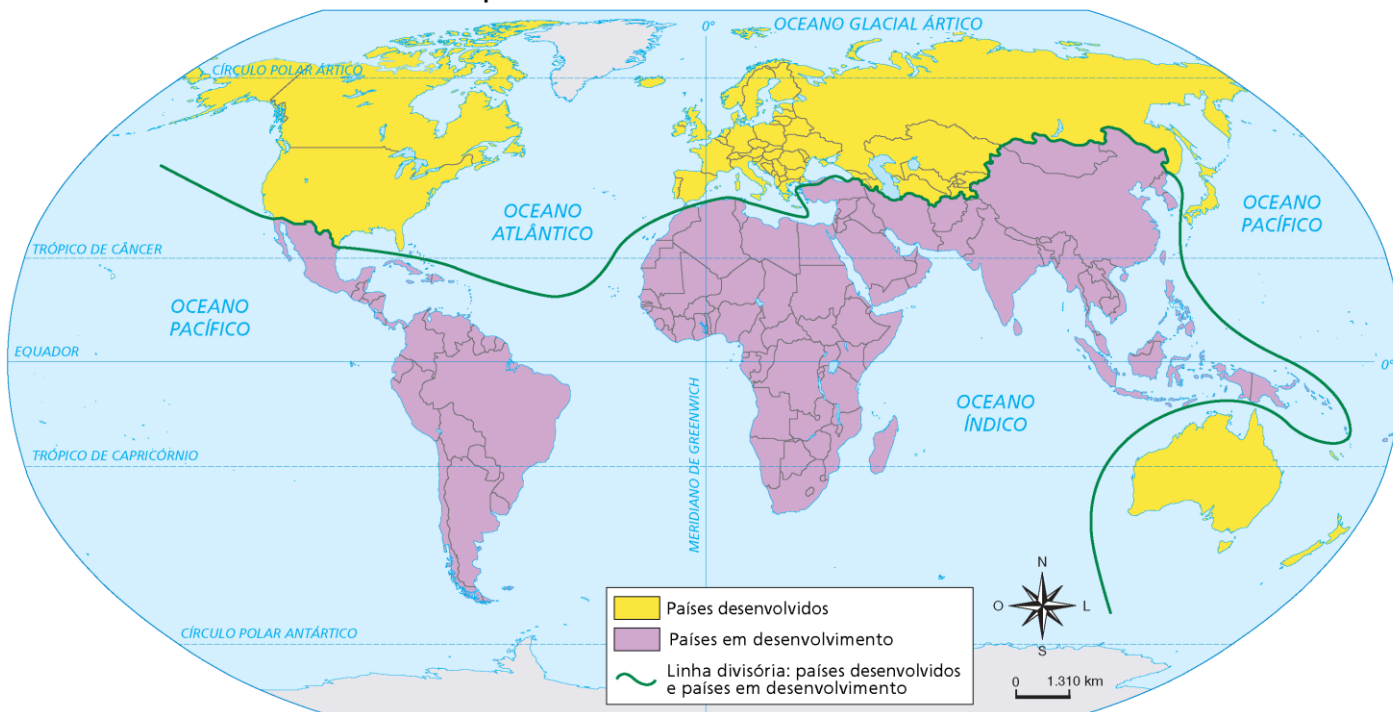 0°
OCEANO GLACIAL ÁRTICO
CÍRCULO POLAR ÁRTICO
OCEANO
ATLÂNTICO
OCEANO
PACÍFICO
TRÓPICO DE CÂNCER
OCEANO
PACÍFICO
EQUADOR
0°
OCEANO
ÍNDICO
MERIDIANO DE GREENWICH
TRÓPICO DE CAPRICÓRNIO
N
O
L
S
Países desenvolvidos
Países em desenvolvimento
Linha divisória: países desenvolvidos
e países em desenvolvimento
CÍRCULO POLAR ANTÁRTICO
0 1.310 km